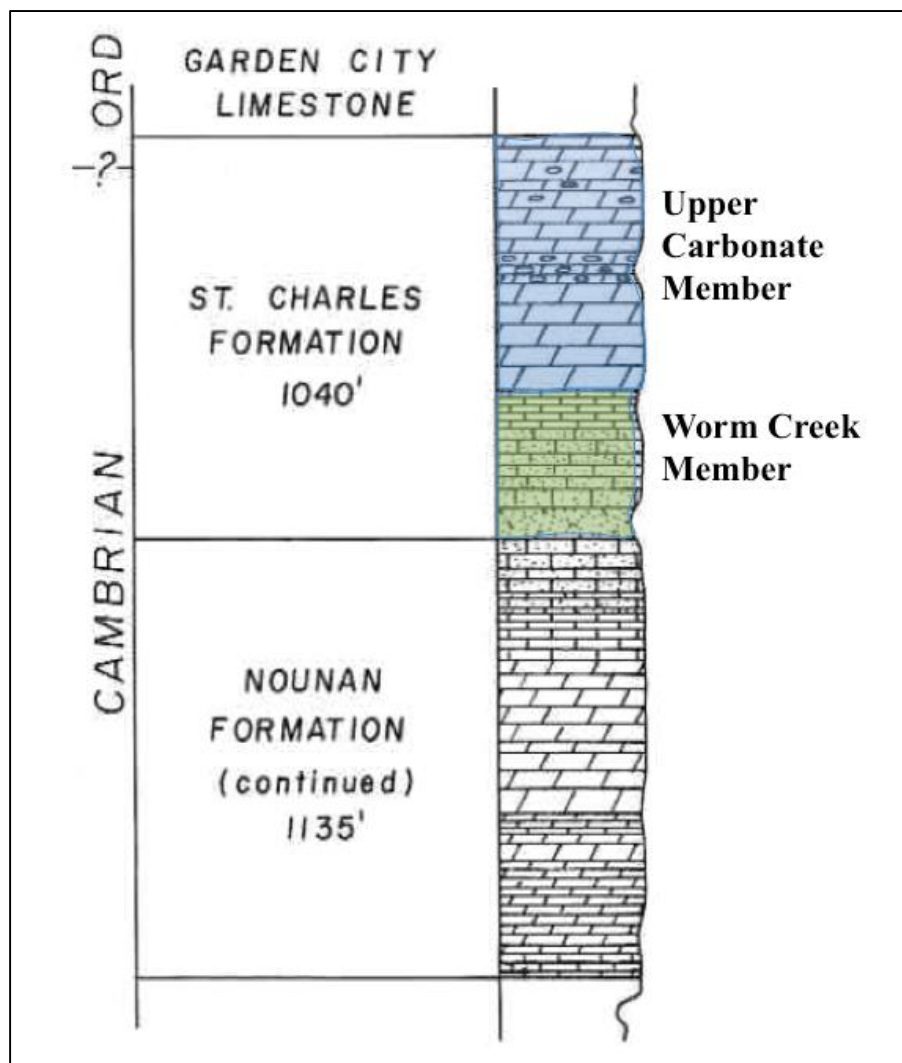 ORD
GARDEN CITY
LIMESTONE
-?-
Upper
Carbonate
Member
ST. CHARLES
FORMATION
1040'
Worm Creek
Member
CAMBRIAN
NOUNAN
FORMATION
(continued)
1135'